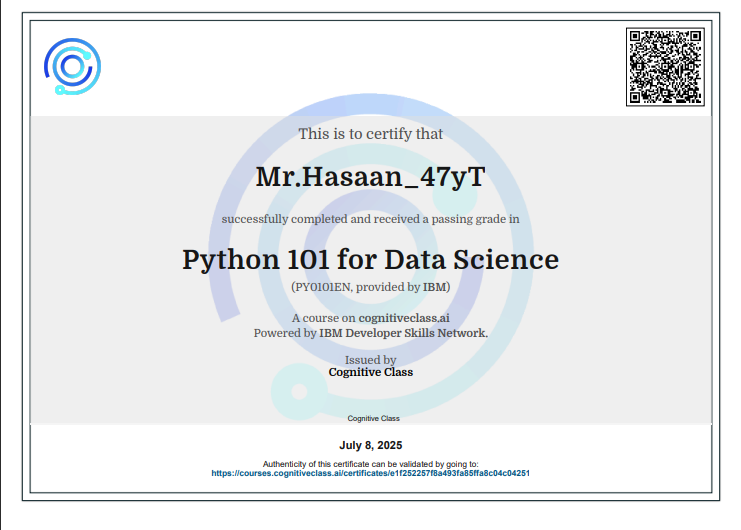 This is to certify that
Mr.Hasaan_47yT
successfully completed and received a passing grade in
Python 101 for Data Science
(PY0101EN, provided by IBM)
A course on cognitiveclass.ai
Powered by IBM Developer Skills Network.
Issued by
Cognitive Class
Cognitive Class
July 8, 2025
Authenticity of this certificate can be validated by going to:
https://courses.cognitiveclass.ai/certificates/e1f252257f8a493fa85ffa8c04c04251